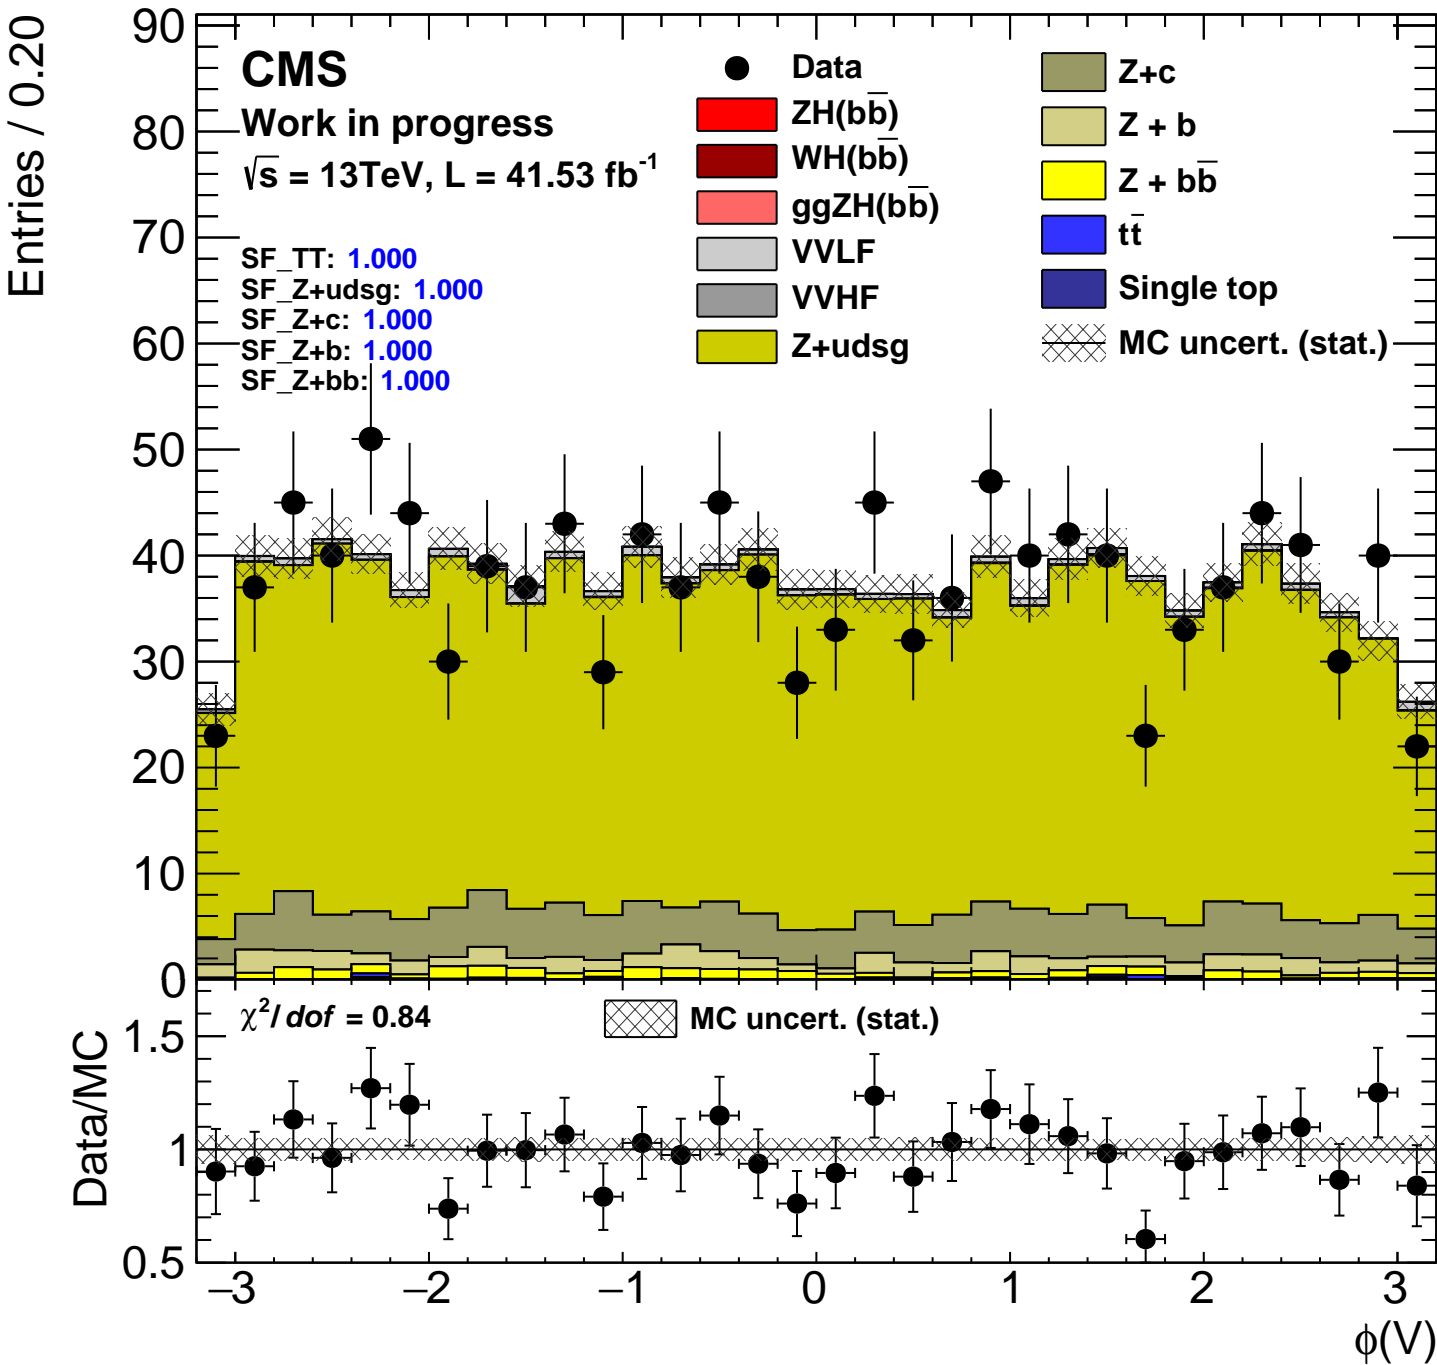 Entries / 0.20
90
80
70
60
50
40
30
20
10
0
CMS
Work in progress
√s = 13TeV, L = 41.53 fb⁻¹
SF_TT: 1.000
SF_Z+udsg: 1.000
SF_Z+c: 1.000
SF_Z+b: 1.000
SF_Z+bb: 1.000
Data
ZH(bb̅)
WH(bb̅)
ggZH(bb̅)
VVLF
VVHF
Z+udsg
Z+c
Z + b
Z + bb̅
tt̅
Single top
MC uncert. (stat.)
Data/MC
1.5
1
0.5
χ²/dof = 0.84
MC uncert. (stat.)
−3 −2 −1 0 1 2 3
ϕ(V)